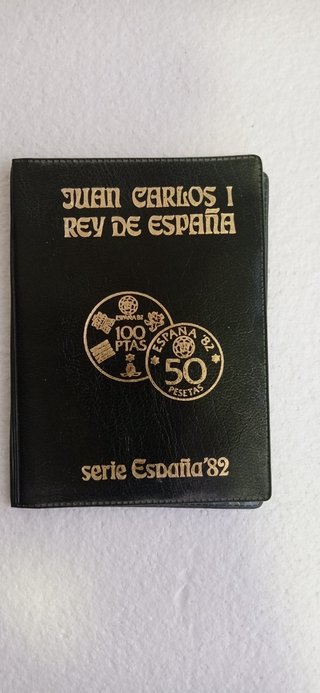 JUAN CARLOS I
REY DE ESPAÑA
ESPAÑA 82
100
PTAS
ESPAÑA '82
50
PESETAS
serie España'82